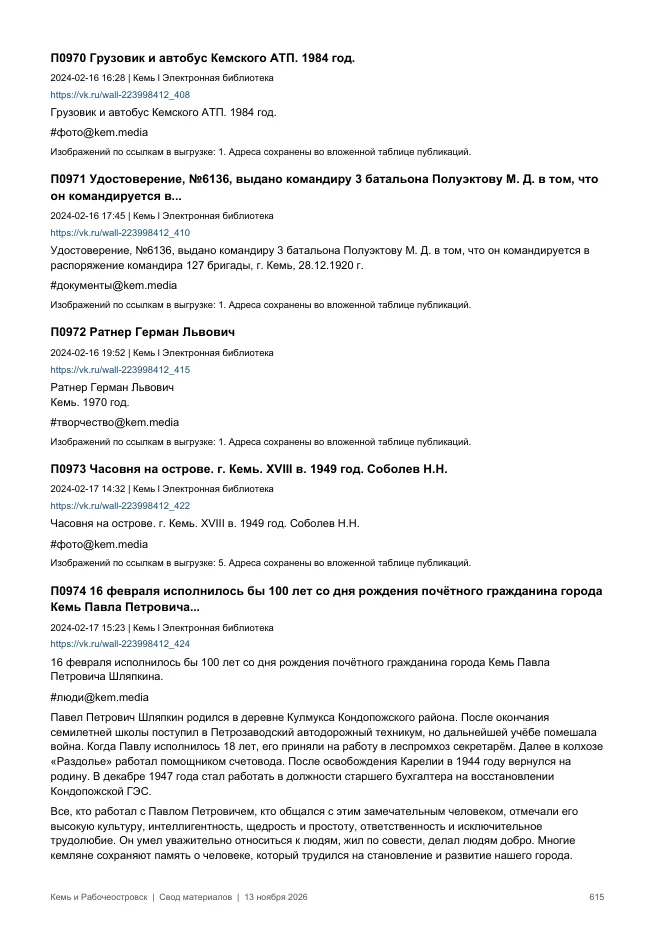 П0970 Грузовик и автобус Кемского АТП. 1984 год.
2024-02-16 16:28 | Кемь I Электронная библиотека
https://vk.ru/wall-223998412_408
Грузовик и автобус Кемского АТП. 1984 год.
#фото@kem.media
Изображений по ссылкам в выгрузке: 1. Адреса сохранены во вложенной таблице публикаций.
П0971 Удостоверение, №6136, выдано командиру 3 батальона Полуэктову М. Д. в том, что
он командируется в...
2024-02-16 17:45 | Кемь I Электронная библиотека
https://vk.ru/wall-223998412_410
Удостоверение, №6136, выдано командиру 3 батальона Полуэктову М. Д. в том, что он командируется в
распоряжение командира 127 бригады, г. Кемь, 28.12.1920 г.
#документы@kem.media
Изображений по ссылкам в выгрузке: 1. Адреса сохранены во вложенной таблице публикаций.
П0972 Ратнер Герман Львович
2024-02-16 19:52 | Кемь I Электронная библиотека
https://vk.ru/wall-223998412_415
Ратнер Герман Львович
Кемь. 1970 год.
#творчество@kem.media
Изображений по ссылкам в выгрузке: 1. Адреса сохранены во вложенной таблице публикаций.
П0973 Часовня на острове. г. Кемь. XVIII в. 1949 год. Соболев Н.Н.
2024-02-17 14:32 | Кемь I Электронная библиотека
https://vk.ru/wall-223998412_422
Часовня на острове. г. Кемь. XVIII в. 1949 год. Соболев Н.Н.
#фото@kem.media
Изображений по ссылкам в выгрузке: 5. Адреса сохранены во вложенной таблице публикаций.
П0974 16 февраля исполнилось бы 100 лет со дня рождения почётного гражданина города
Кемь Павла Петровича...
2024-02-17 15:23 | Кемь I Электронная библиотека
https://vk.ru/wall-223998412_424
16 февраля исполнилось бы 100 лет со дня рождения почётного гражданина города Кемь Павла
Петровича Шляпкина.
#люди@kem.media
Павел Петрович Шляпкин родился в деревне Кулмукса Кондопожского района. После окончания
семилетней школы поступил в Петрозаводский автодорожный техникум, но дальнейшей учёбе помешала
война. Когда Павлу исполнилось 18 лет, его приняли на работу в леспромхоз секретарём. Далее в колхозе
«Раздолье» работал помощником счетовода. После освобождения Карелии в 1944 году вернулся на
родину. В декабре 1947 года стал работать в должности старшего бухгалтера на восстановлении
Кондопожской ГЭС.
Все, кто работал с Павлом Петровичем, кто общался с этим замечательным человеком, отмечали его
высокую культуру, интеллигентность, щедрость и простоту, ответственность и исключительное
трудолюбие. Он умел уважительно относиться к людям, жил по совести, делал людям добро. Многие
кемляне сохраняют память о человеке, который трудился на становление и развитие нашего города.
Кемь и Рабочеостровск | Свод материалов | 13 ноября 2026
615